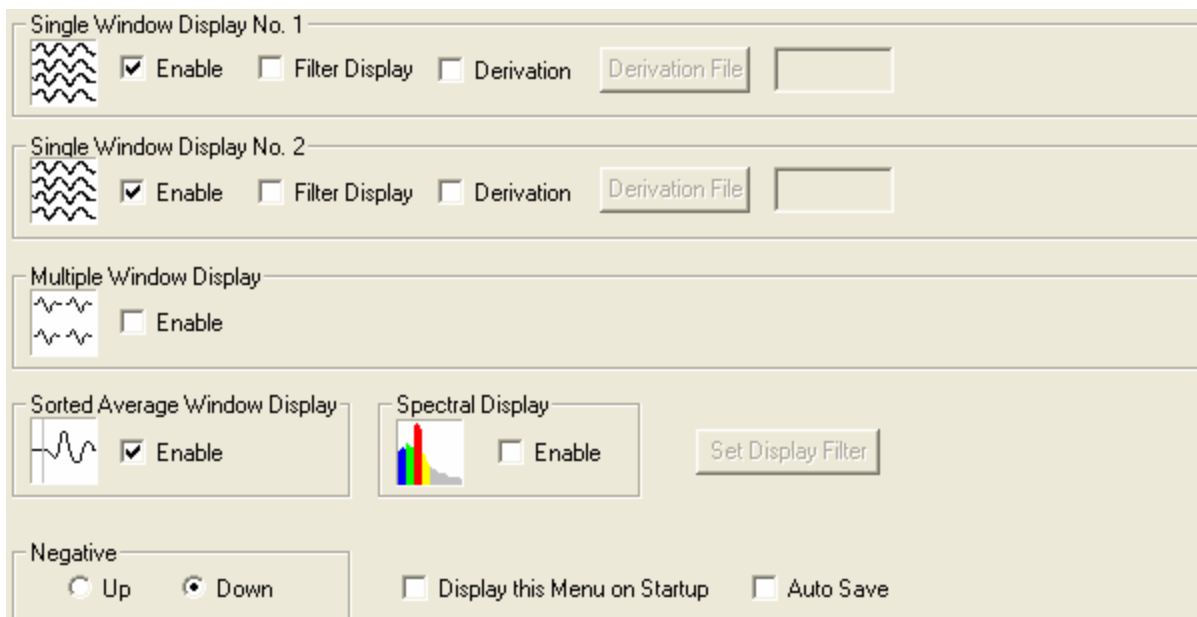 Single Window Display No. 1
Enable Filter Display Derivation Derivation File
Single Window Display No. 2
Enable Filter Display Derivation Derivation File
Multiple Window Display
Enable
Sorted Average Window Display Spectral Display
Enable Enable Set Display Filter
Negative
Up Down Display this Menu on Startup Auto Save